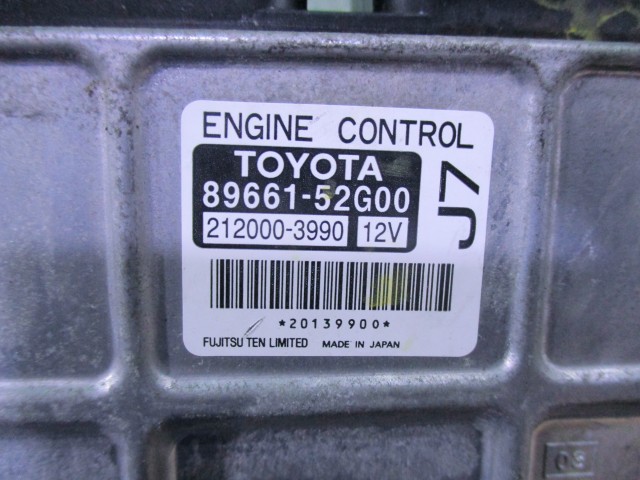 ENGINE CONTROL
TOYOTA
89661-52G00
212000-3990 12V
J7
*20139900*
FUJITSU TEN LIMITED MADE IN JAPAN